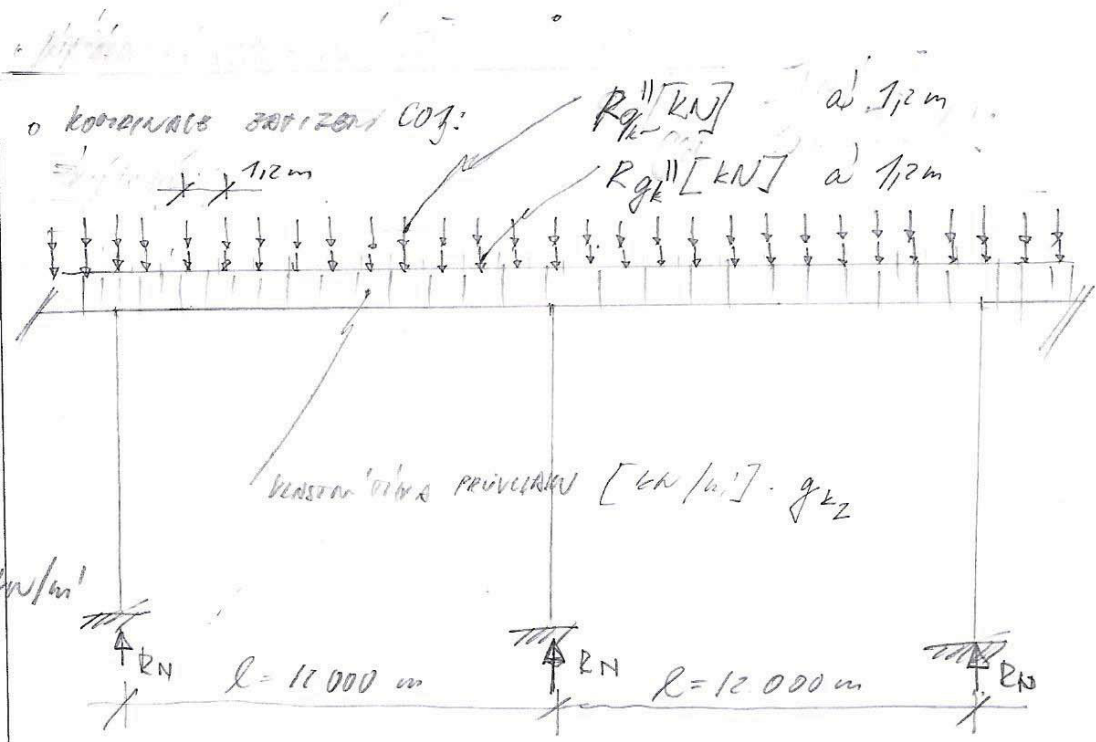 o KOMBINACE ZATÍŽENÍ CO3:
Rqk" [kN] á 1,2 m
1,2 m
Rgk" [kN] á 1,2 m
VLASTNÍ TÍHA PRŮVLAKU [kN/m'] . gk2
kN/m'
RN
RN
RN
l = 12 000 m
l = 12.000 m